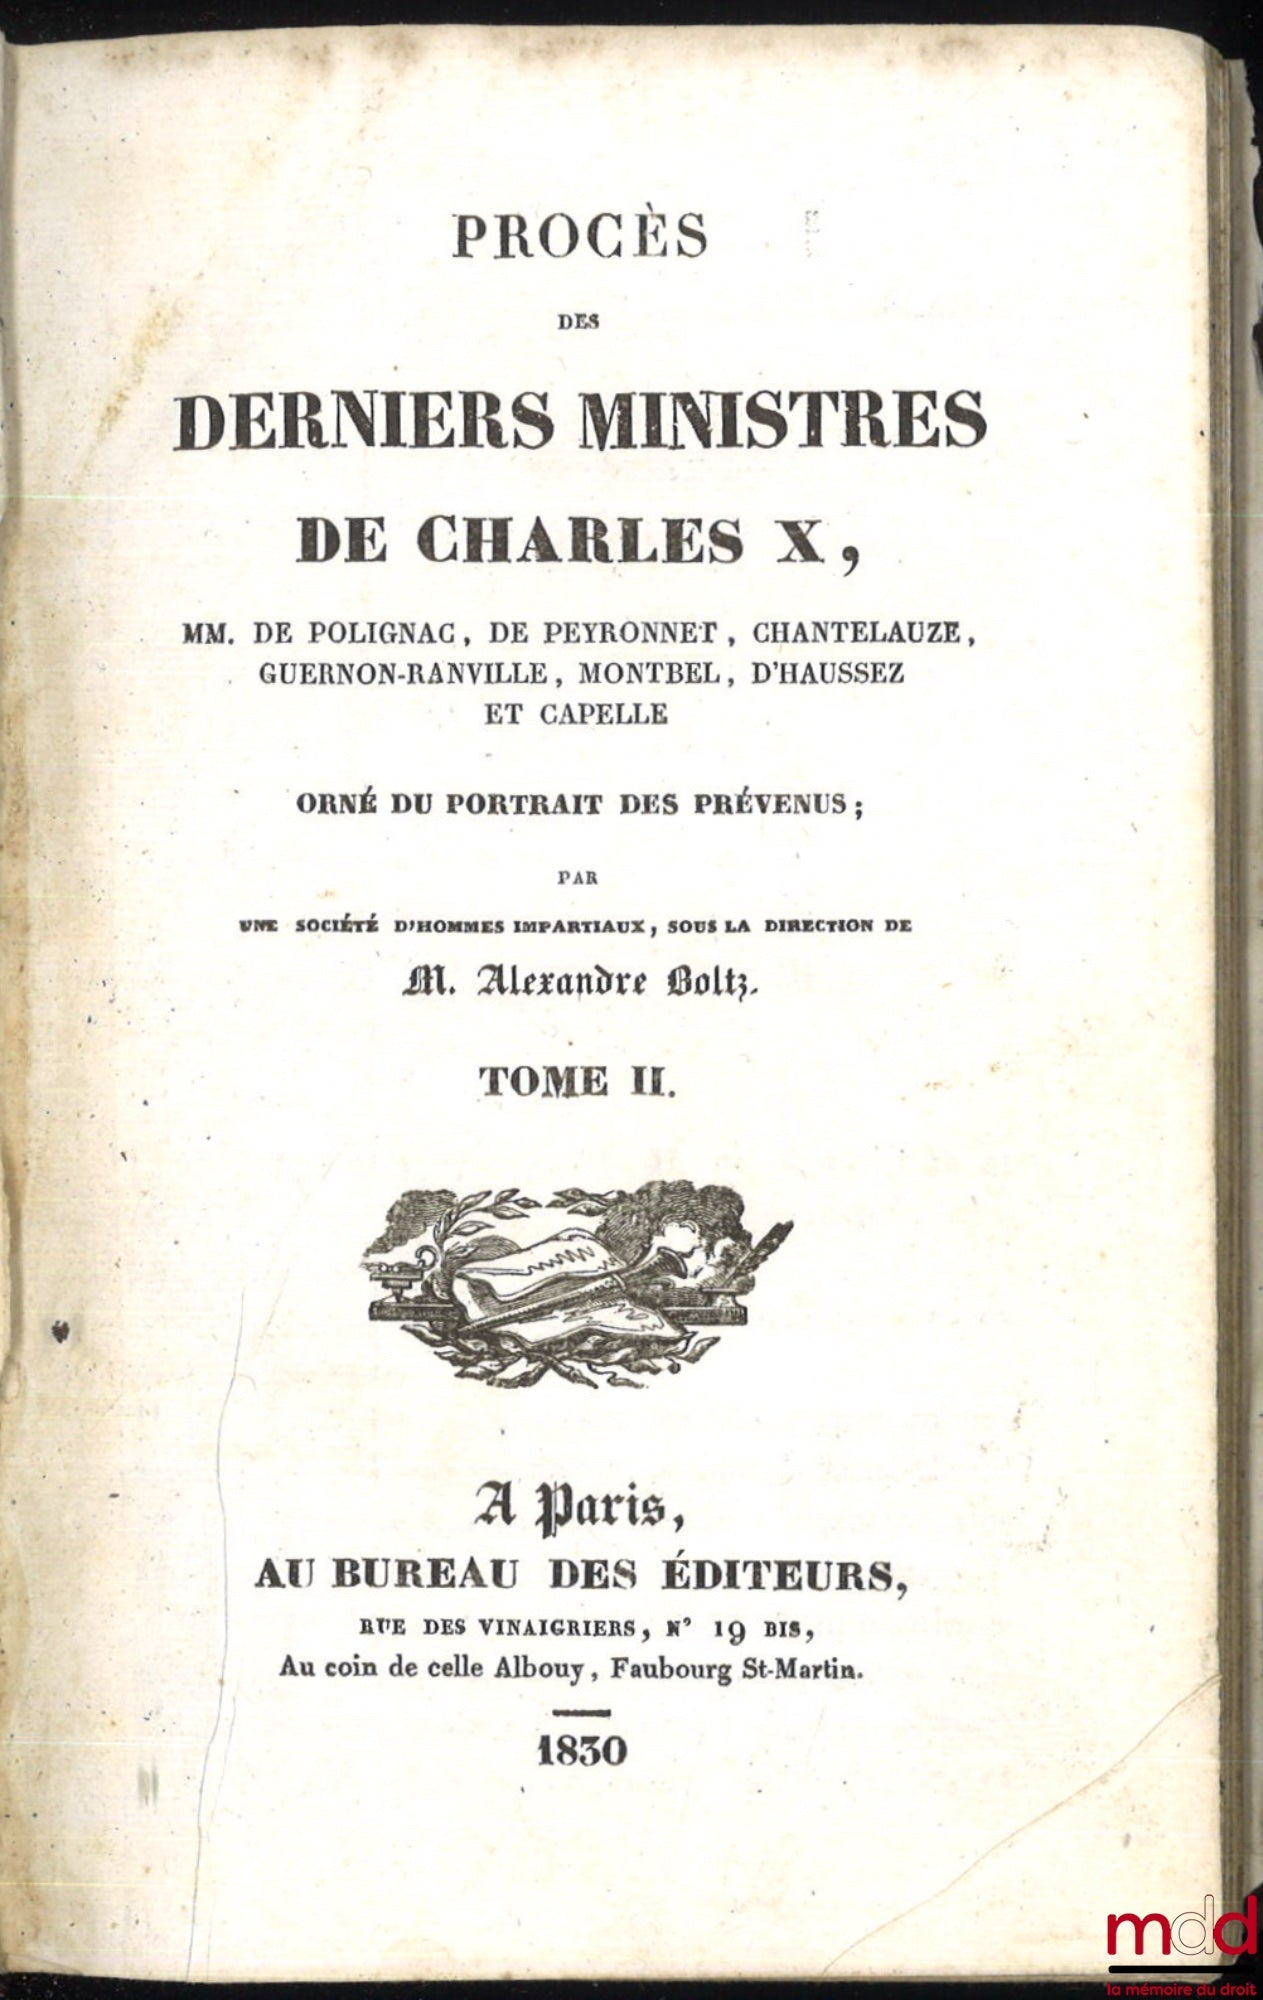 PROCÈS
DES
DERNIERS MINISTRES
DE CHARLES X,
MM. DE POLIGNAC, DE PEYRONNET, CHANTELAUZE,
GUERNON-RANVILLE, MONTBEL, D'HAUSSEZ
ET CAPELLE
ORNÉ DU PORTRAIT DES PRÉVENUS;
PAR
UNE SOCIÉTÉ D'HOMMES IMPARTIAUX, SOUS LA DIRECTION DE
M. Alexandre Boltz.
TOME II.
A Paris,
AU BUREAU DES ÉDITEURS,
RUE DES VINAIGRIERS, N° 19 BIS,
Au coin de celle Albouy, Faubourg St-Martin.
1830
mdd
la mémoire du droit